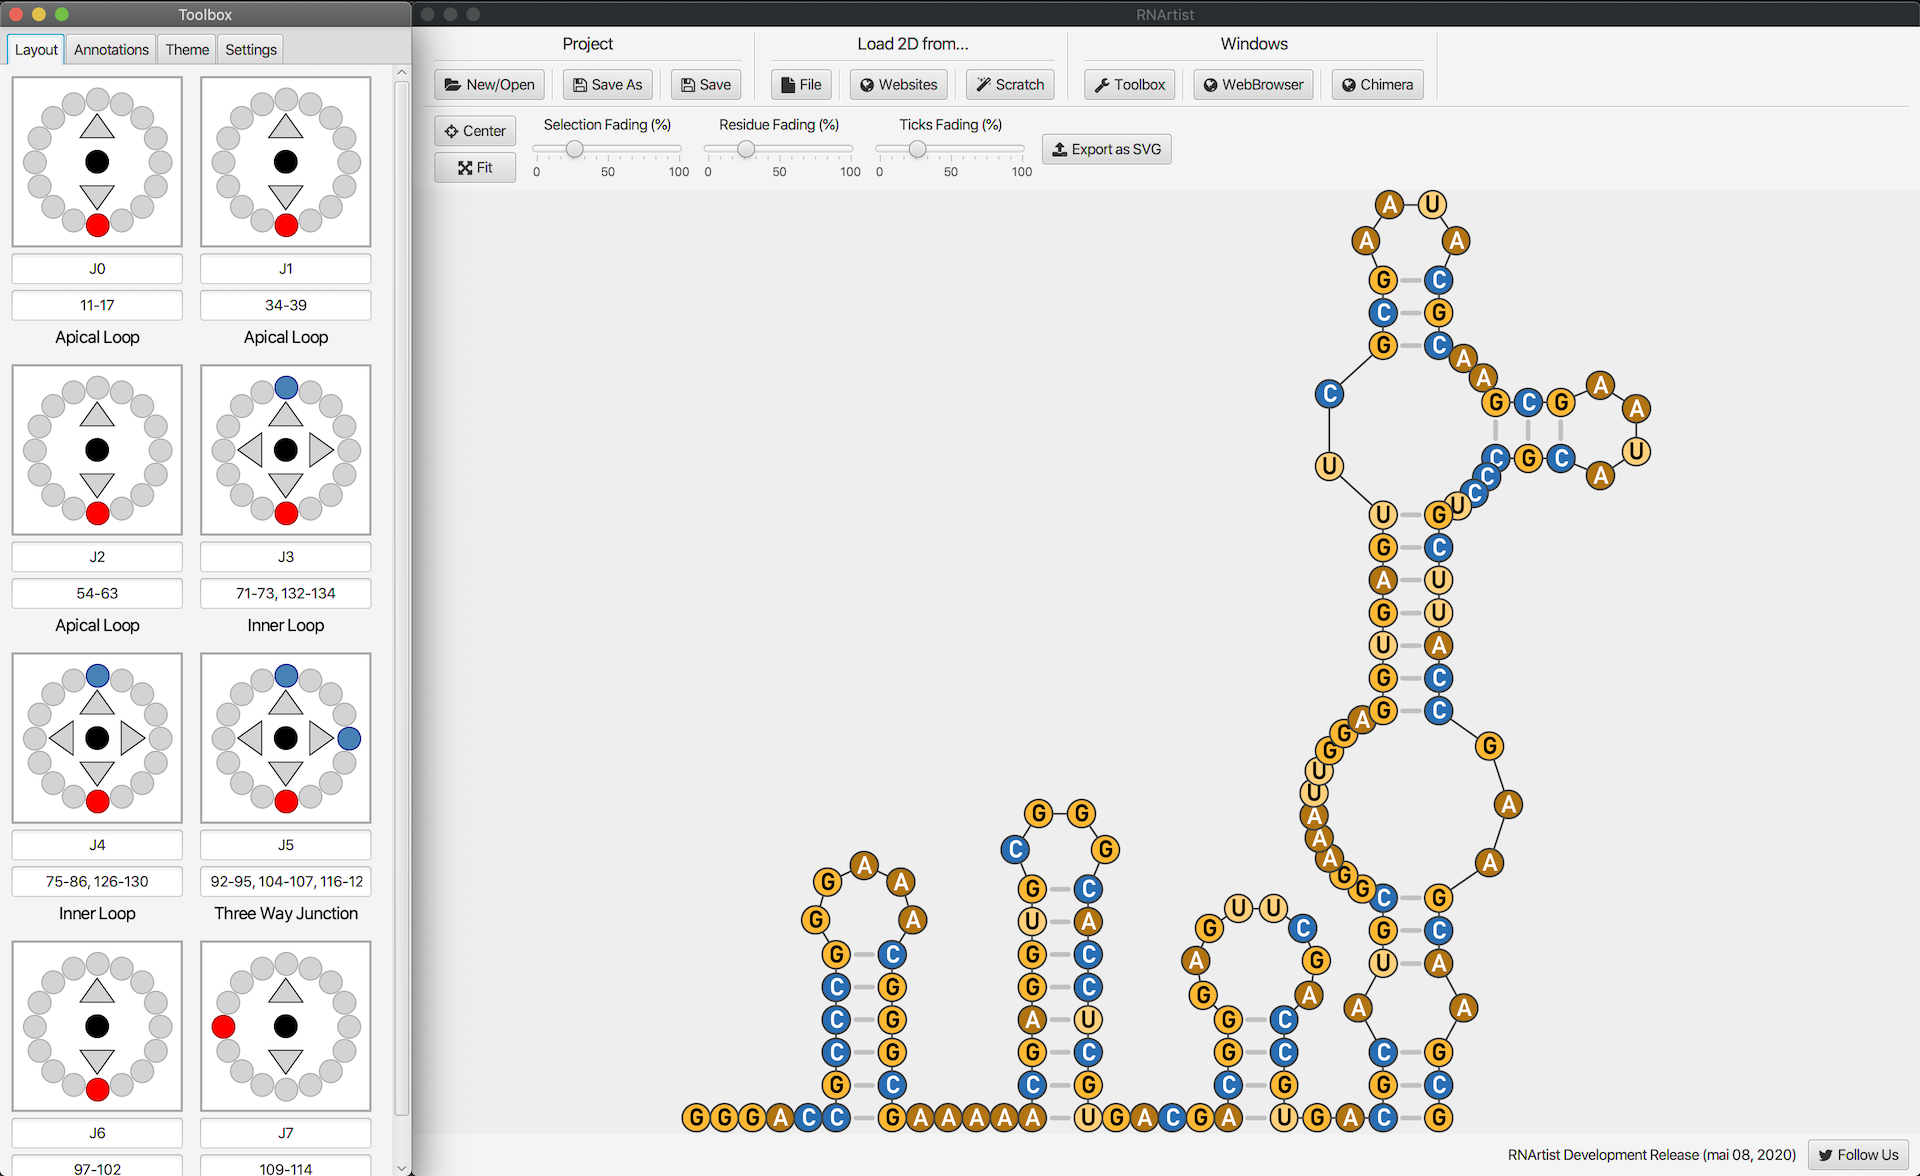 Toolbox
RNArtist
Layout Annotations Theme Settings
Project
Load 2D from...
Windows
New/Open Save As Save
File Websites Scratch
Toolbox WebBrowser Chimera
Center
Fit
Selection Fading (%)
0 50 100
Residue Fading (%)
0 50 100
Ticks Fading (%)
0 50 100
Export as SVG
J0
11-17
Apical Loop
J1
34-39
Apical Loop
J2
54-63
Apical Loop
J3
71-73, 132-134
Inner Loop
J4
75-86, 126-130
Inner Loop
J5
92-95, 104-107, 116-12
Three Way Junction
J6
97-102
J7
109-114
A U
A A
G C
C G
G C
A
A
C
G C G A
A
U
C G C A
U
C
C
U
U G
G C
A U
G U
U A
G C
G C
A
G
G
U
U
A
A
A
G
G
G
A
A
C G
G C
U A
A A
C G
G C
C G
G A A
G A
G C
C G
C G
C G
G C
G G
C G
G C
U A
G C
G C
A U
G C
C G
U U
G C
A G
G A
G C
G C
C G
G G G A C C G A A A A A U G A C G A U G A C G
RNArtist Development Release (mai 08, 2020)
Follow Us